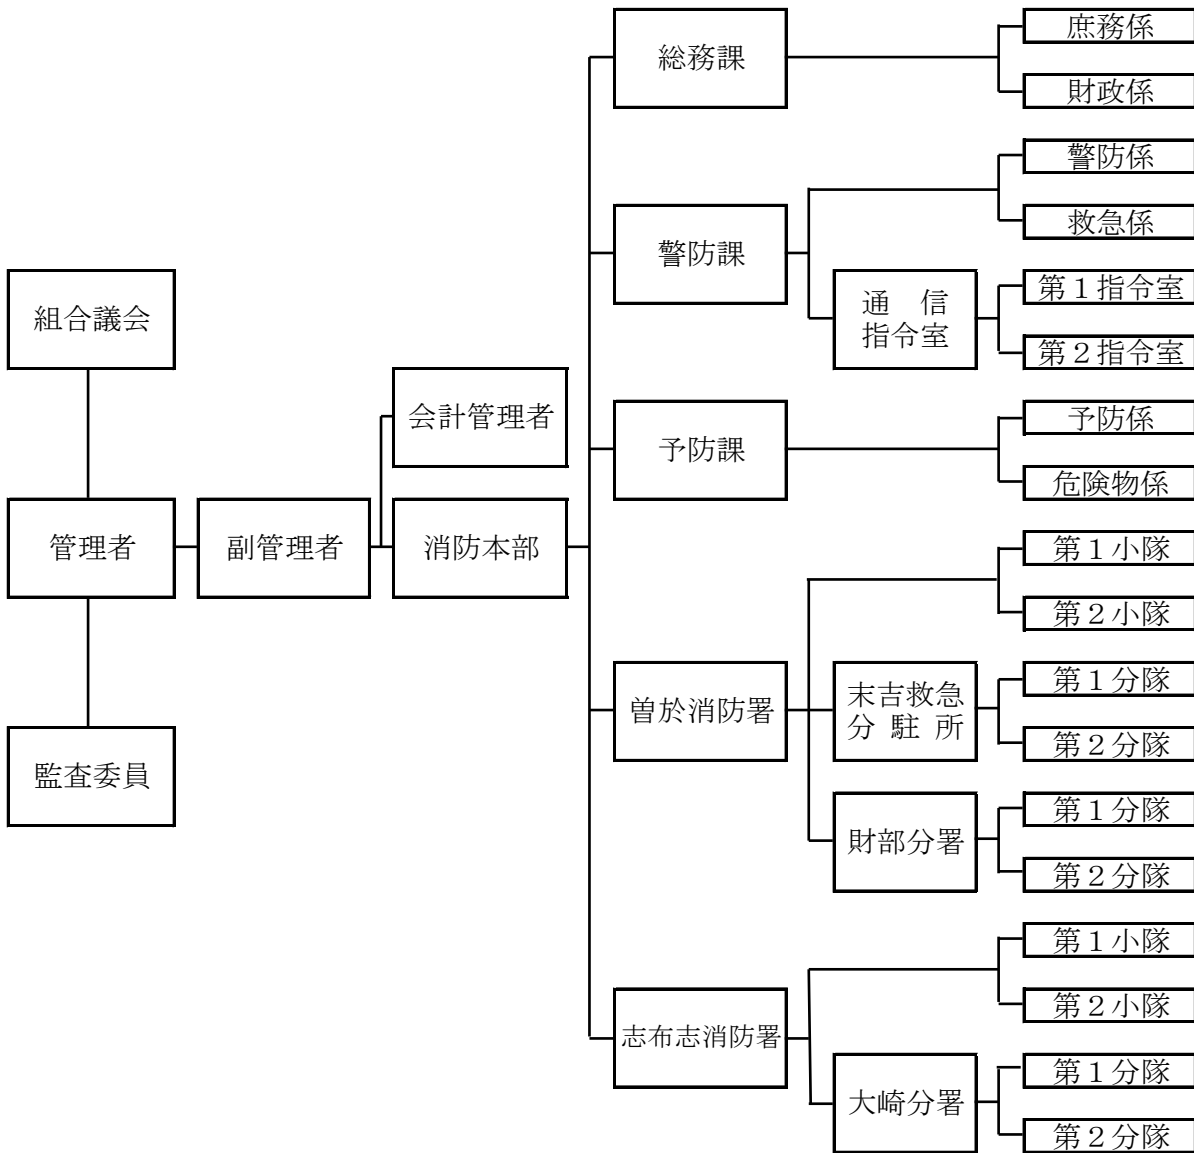 組合議会
管理者
監査委員
副管理者
会計管理者
消防本部
総務課
庶務係
財政係
警防課
警防係
救急係
通　信
指令室
第１指令室
第２指令室
予防課
予防係
危険物係
曽於消防署
第１小隊
第２小隊
末吉救急
分 駐 所
第１分隊
第２分隊
財部分署
第１分隊
第２分隊
志布志消防署
第１小隊
第２小隊
大崎分署
第１分隊
第２分隊